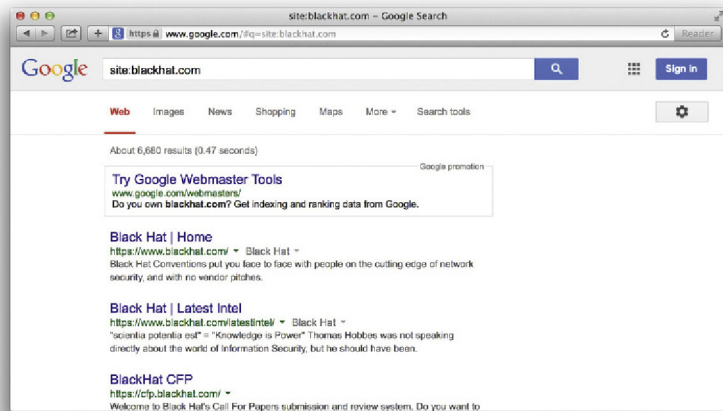 site:blackhat.com – Google Search
https www.google.com/#q=site:blackhat.com
Reader
Google
site:blackhat.com
Sign in
Web Images News Shopping Maps More Search tools
About 6,680 results (0.47 seconds)
Google promotion
Try Google Webmaster Tools
www.google.com/webmasters/
Do you own blackhat.com? Get indexing and ranking data from Google.
Black Hat | Home
https://www.blackhat.com/ Black Hat
Black Hat Conventions put you face to face with people on the cutting edge of network
security, and with no vendor pitches.
Black Hat | Latest Intel
https://www.blackhat.com/latestintel/ Black Hat
"scientia potentia est" = "Knowledge is Power" Thomas Hobbes was not speaking
directly about the world of Information Security, but he should have been.
BlackHat CFP
https://cfp.blackhat.com/
Welcome to Black Hat's Call For Papers submission and review system. Do you want to